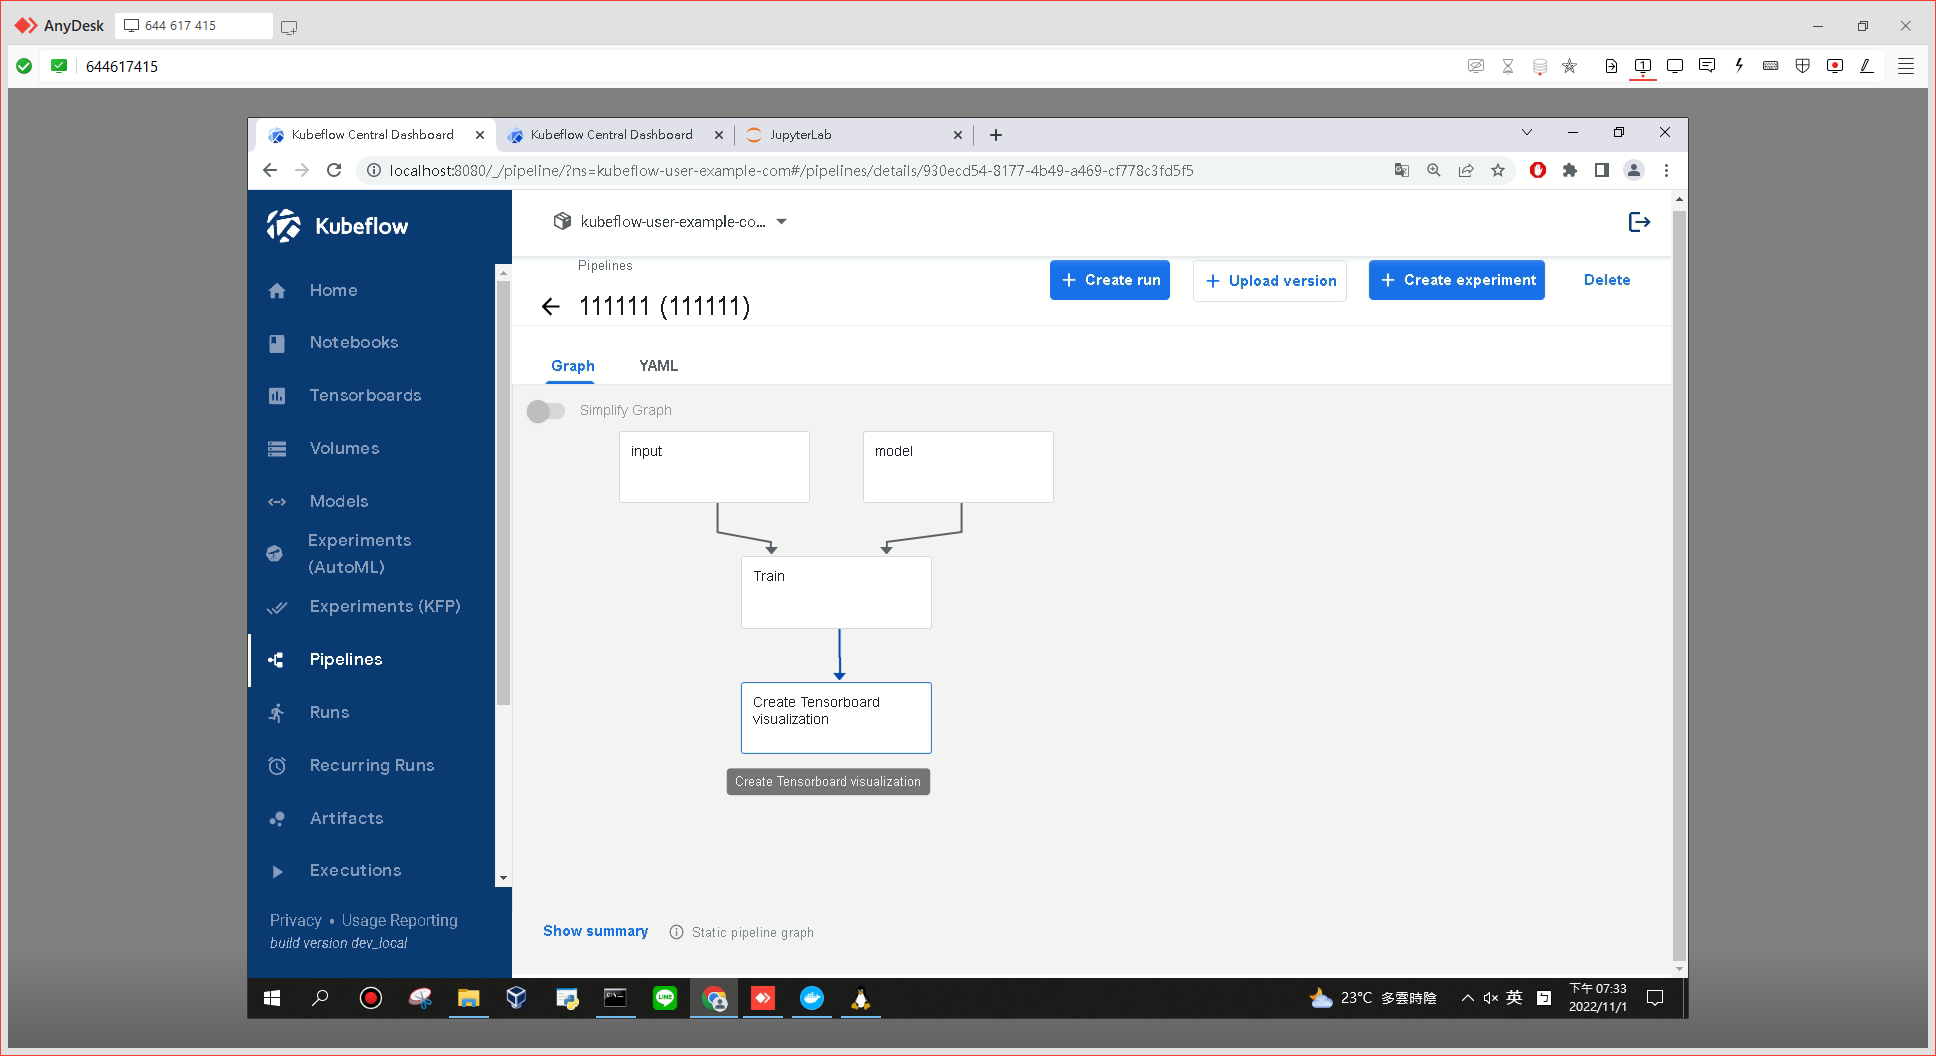 AnyDesk
644 617 415
644617415
1
Kubeflow Central Dashboard
Kubeflow Central Dashboard
JupyterLab
localhost:8080/_/pipeline/?ns=kubeflow-user-example-com#/pipelines/details/930ecd54-8177-4b49-a469-cf778c3fd5f5
Kubeflow
kubeflow-user-example-co...
Home
Notebooks
Tensorboards
Volumes
Models
Experiments
(AutoML)
Experiments (KFP)
Pipelines
Runs
Recurring Runs
Artifacts
Executions
Privacy • Usage Reporting
build version dev_local
Pipelines
111111 (111111)
+ Create run
+ Upload version
+ Create experiment
Delete
Graph
YAML
Simplify Graph
input
model
Train
Create Tensorboard
visualization
Create Tensorboard visualization
Show summary
Static pipeline graph
LINE
23°C 多雲時陰
英
下午 07:33
2022/11/1